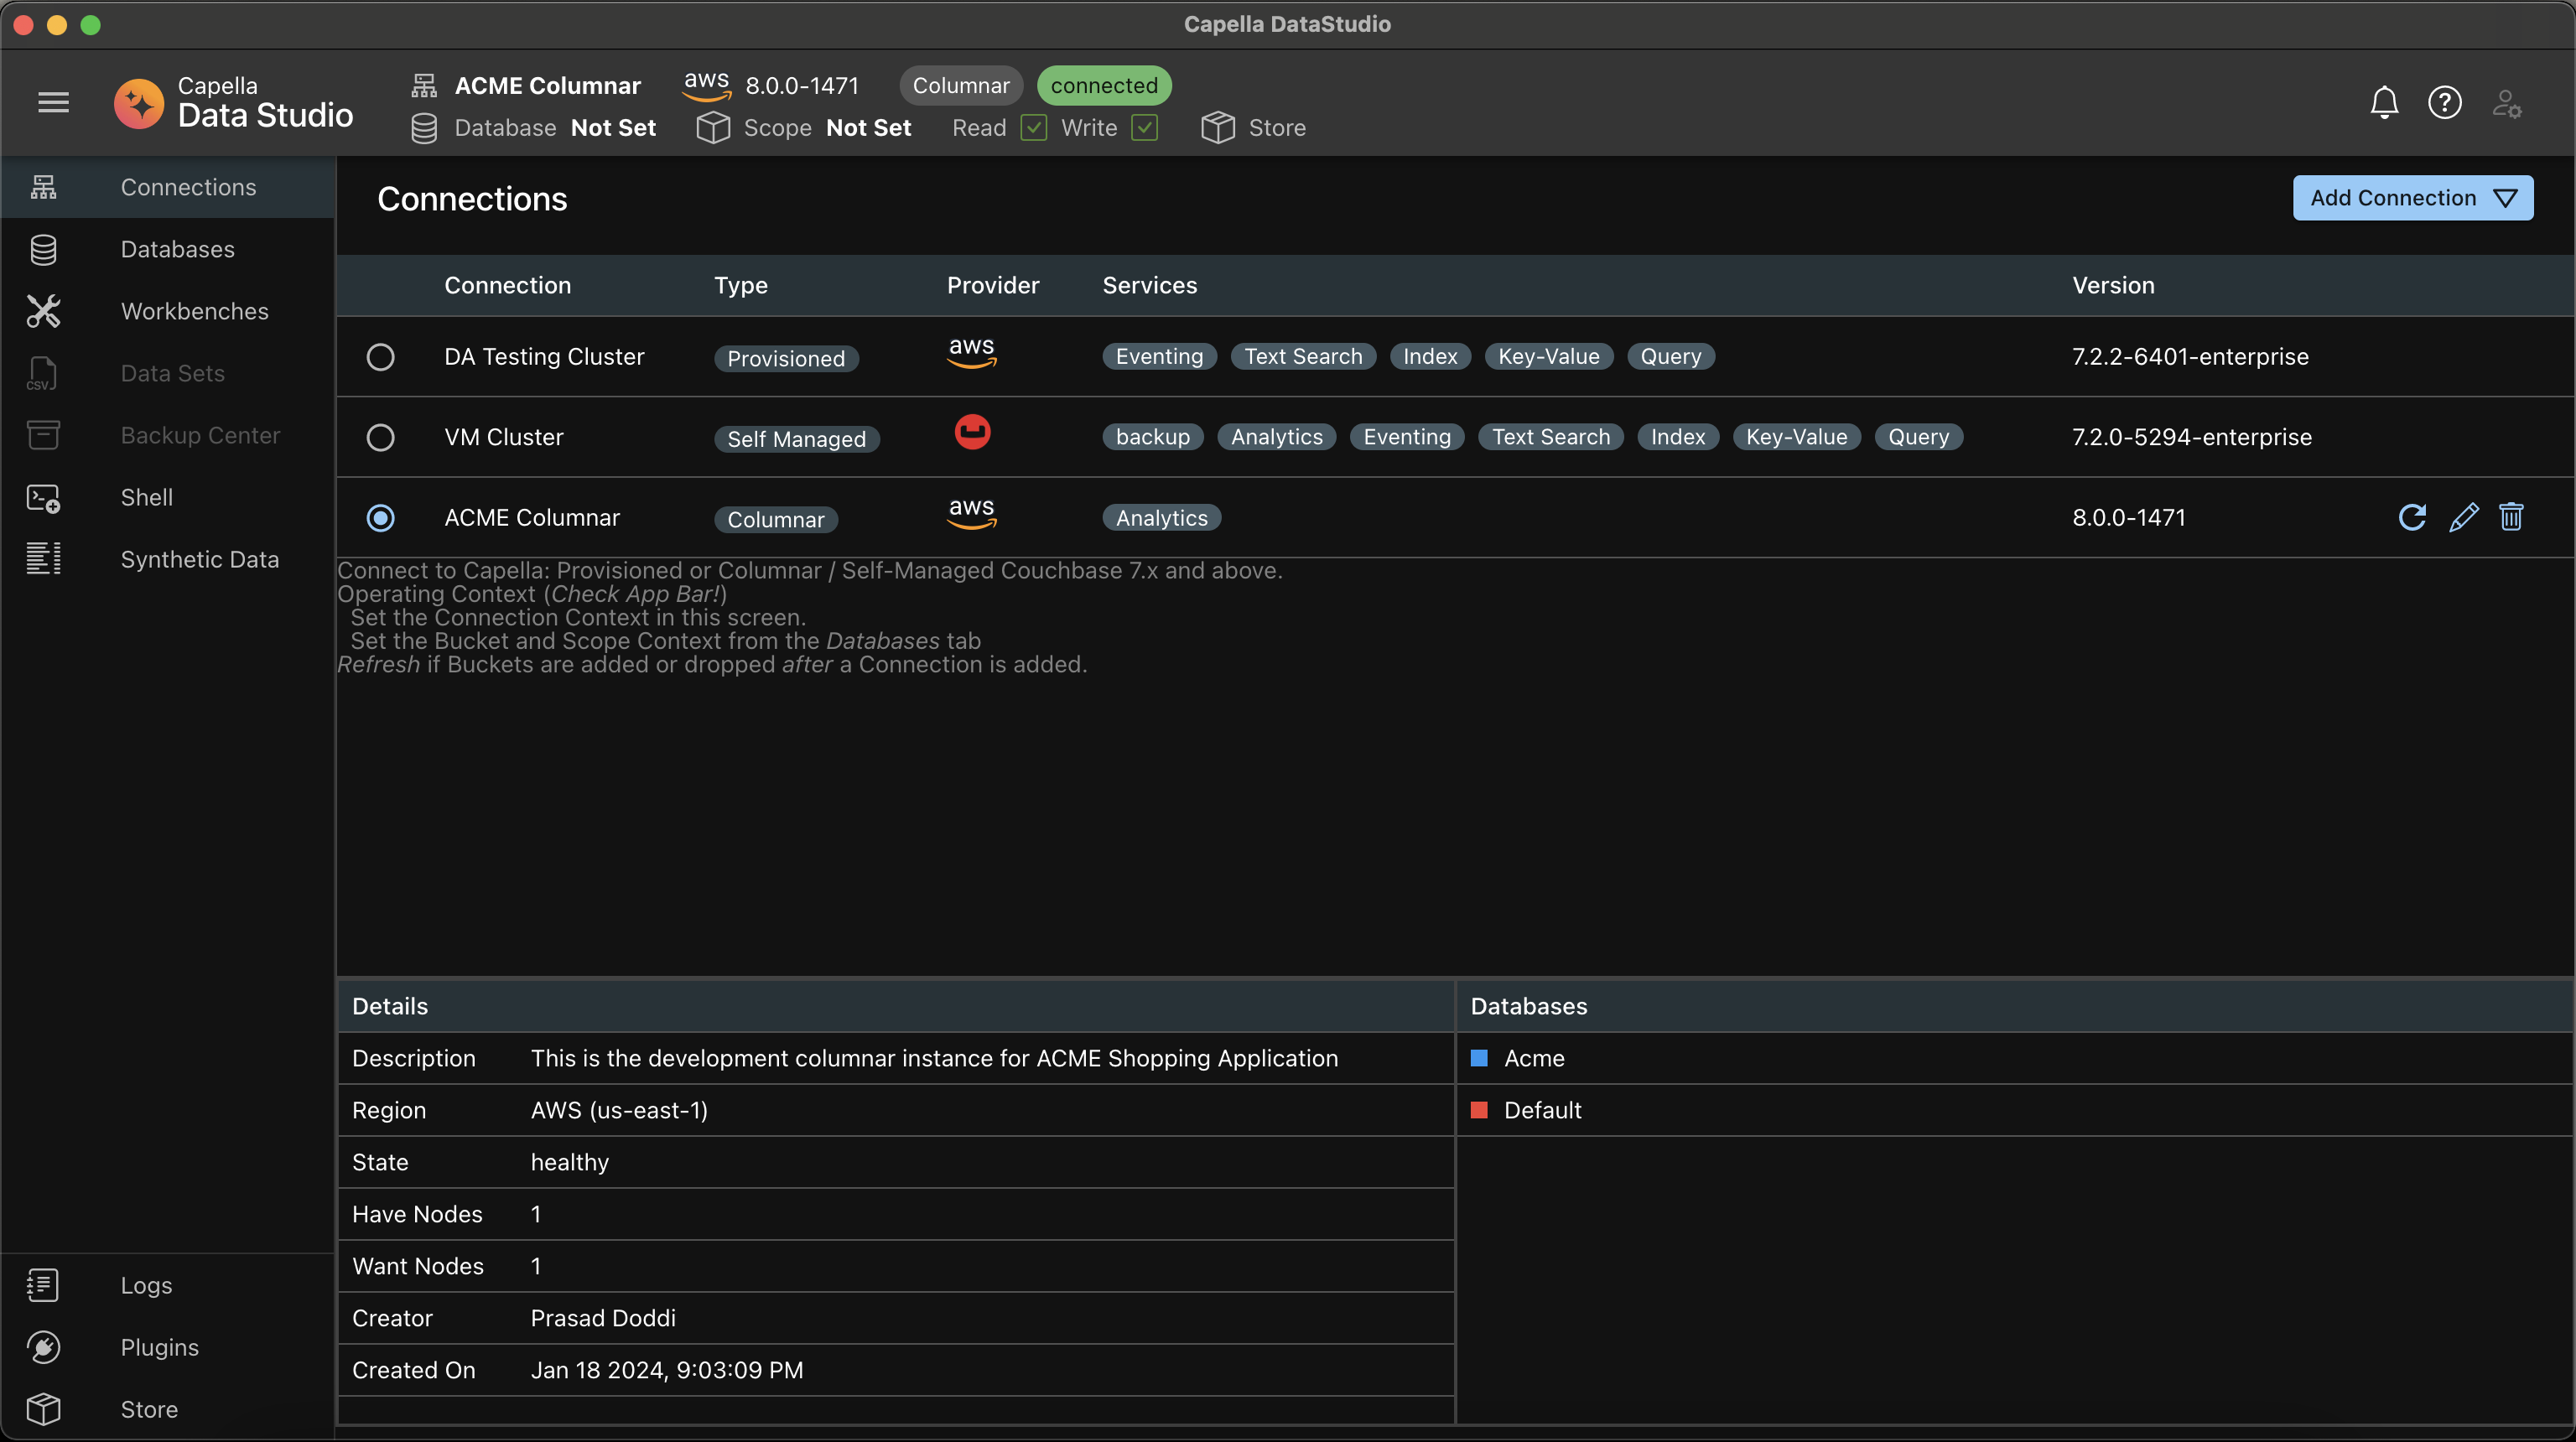 Capella DataStudio
Capella
Data Studio
ACME Columnar aws 8.0.0-1471 Columnar connected
Database Not Set Scope Not Set Read Write Store
?
Connections
Databases
Workbenches
CSV Data Sets
Backup Center
Shell
Synthetic Data
Logs
Plugins
Store
Connections
Add Connection
Connection Type Provider Services Version
DA Testing Cluster Provisioned aws Eventing Text Search Index Key-Value Query 7.2.2-6401-enterprise
VM Cluster Self Managed backup Analytics Eventing Text Search Index Key-Value Query 7.2.0-5294-enterprise
ACME Columnar Columnar aws Analytics 8.0.0-1471
Connect to Capella: Provisioned or Columnar / Self-Managed Couchbase 7.x and above.
Operating Context (Check App Bar!)
Set the Connection Context in this screen.
Set the Bucket and Scope Context from the Databases tab
Refresh if Buckets are added or dropped after a Connection is added.
Details
Description This is the development columnar instance for ACME Shopping Application
Region AWS (us-east-1)
State healthy
Have Nodes 1
Want Nodes 1
Creator Prasad Doddi
Created On Jan 18 2024, 9:03:09 PM
Databases
Acme
Default